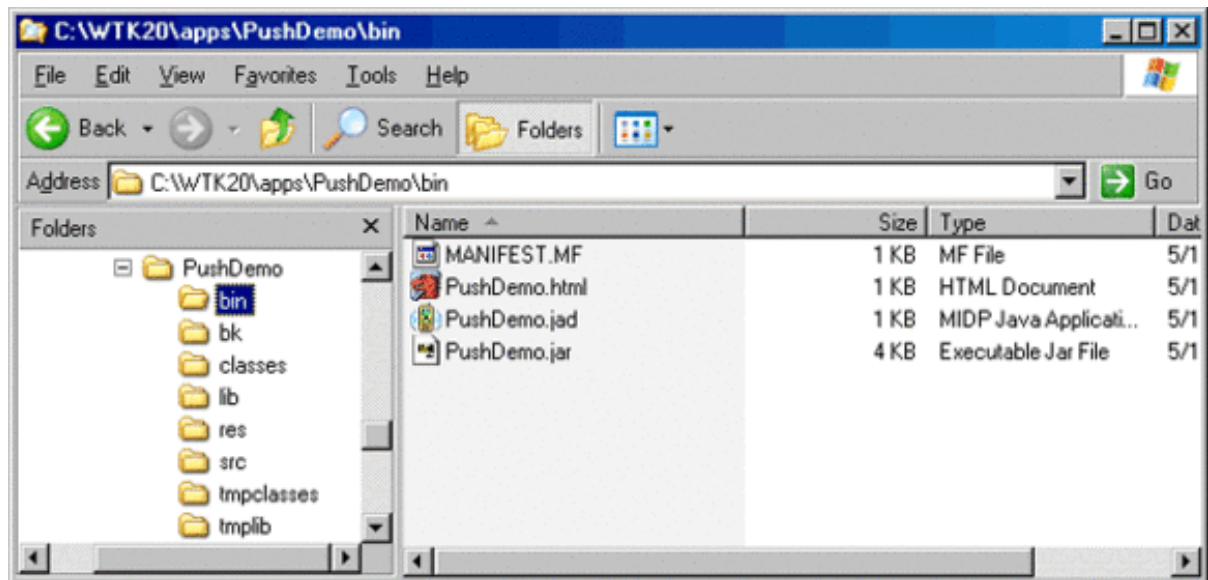 C:\WTK20\apps\PushDemo\bin
File Edit View Favorites Tools Help
Back Search Folders
Address C:\WTK20\apps\PushDemo\bin Go
Folders Name Size Type Dat
PushDemo
bin
bk
classes
lib
res
src
tmpclasses
tmplib
MANIFEST.MF 1 KB MF File 5/1
PushDemo.html 1 KB HTML Document 5/1
PushDemo.jad 1 KB MIDP Java Applicati... 5/1
PushDemo.jar 4 KB Executable Jar File 5/1